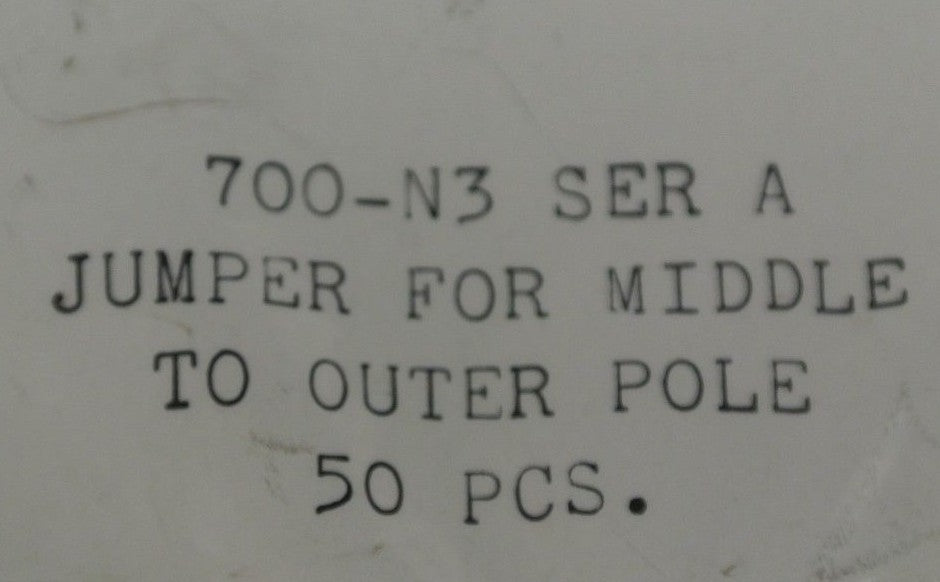 700-N3 SER A
JUMPER FOR MIDDLE
TO OUTER POLE
50 PCS.